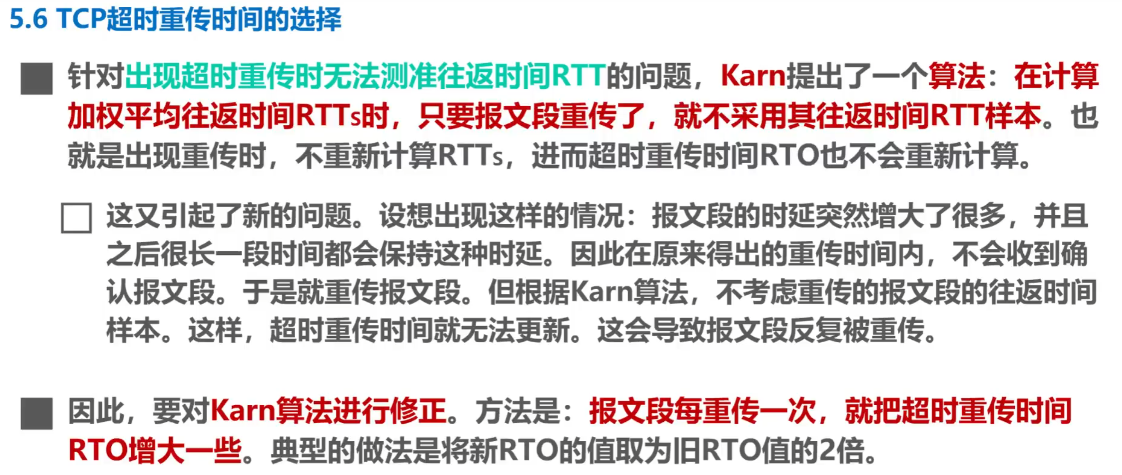 5.6 TCP超时重传时间的选择
针对出现超时重传时无法测准往返时间RTT的问题，Karn提出了一个算法：在计算
加权平均往返时间RTTs时，只要报文段重传了，就不采用其往返时间RTT样本。也
就是出现重传时，不重新计算RTTs，进而超时重传时间RTO也不会重新计算。
这又引起了新的问题。设想出现这样的情况：报文段的时延突然增大了很多，并且
之后很长一段时间都会保持这种时延。因此在原来得出的重传时间内，不会收到确
认报文段。于是就重传报文段。但根据Karn算法，不考虑重传的报文段的往返时间
样本。这样，超时重传时间就无法更新。这会导致报文段反复被重传。
因此，要对Karn算法进行修正。方法是：报文段每重传一次，就把超时重传时间
RTO增大一些。典型的做法是将新RTO的值取为旧RTO值的2倍。